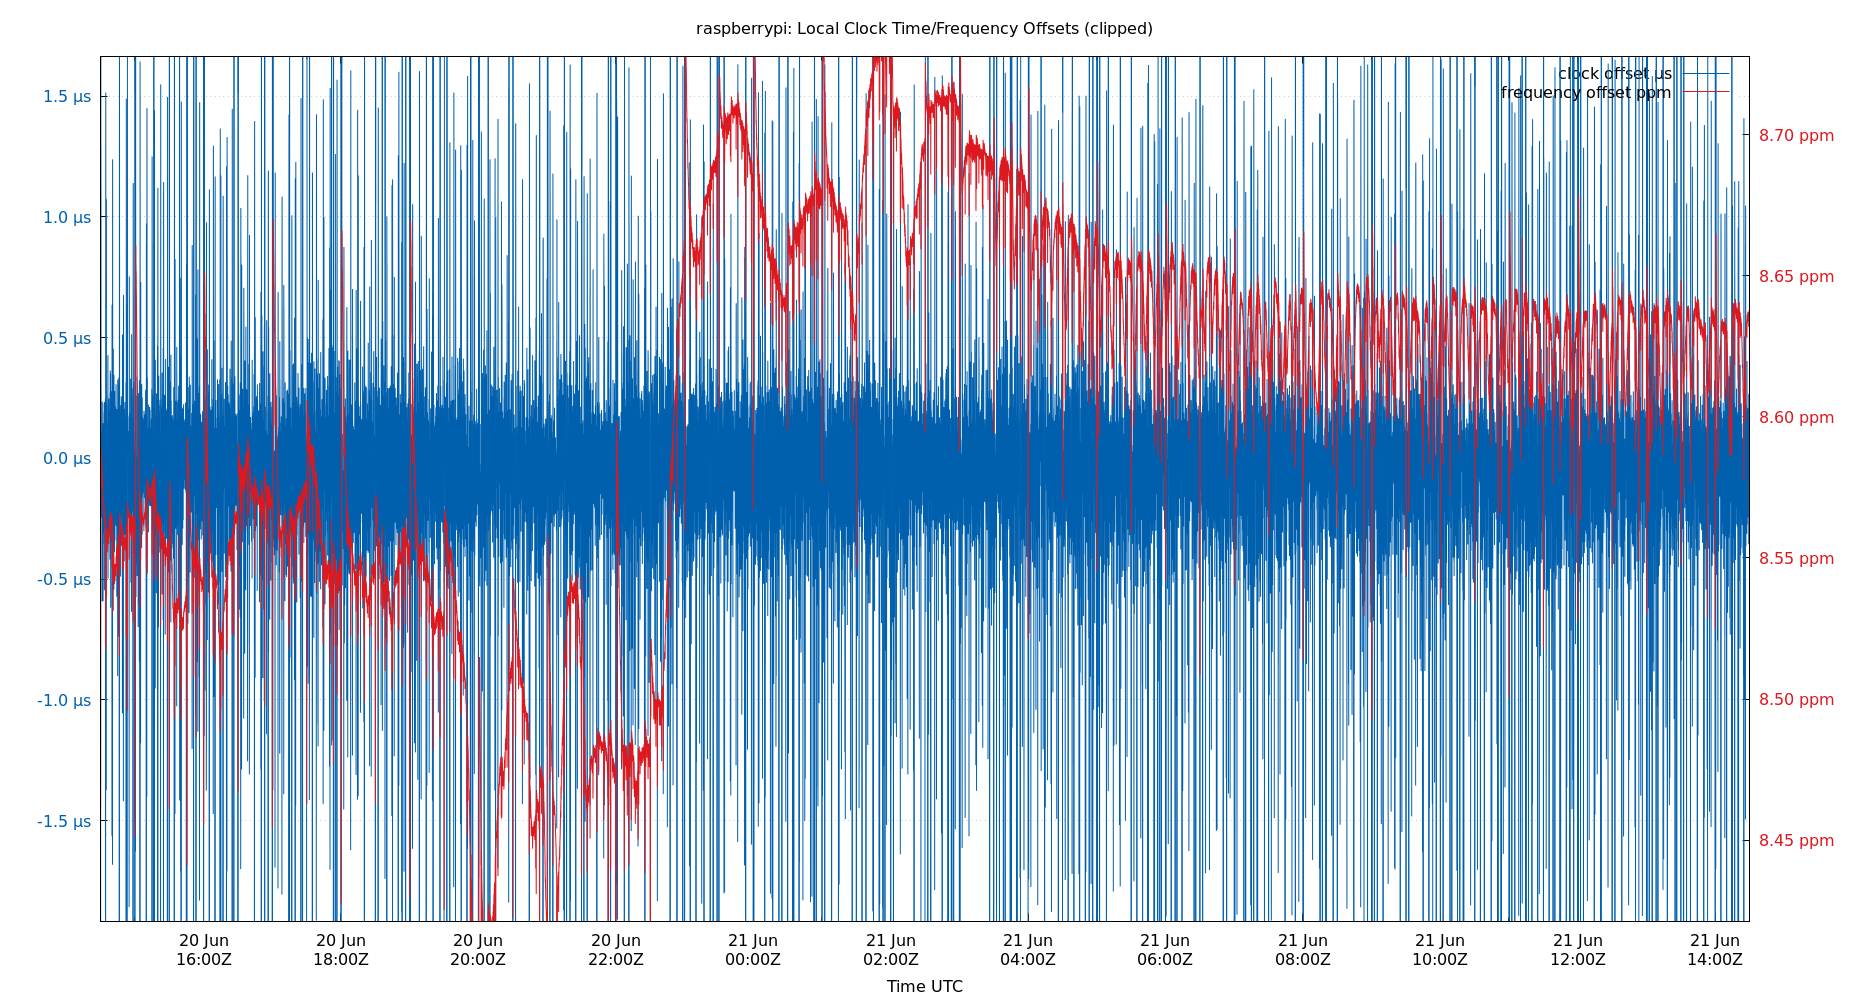 raspberrypi: Local Clock Time/Frequency Offsets (clipped)
clock offset µs
frequency offset ppm
1.5 µs
1.0 µs
0.5 µs
0.0 µs
-0.5 µs
-1.0 µs
-1.5 µs
8.70 ppm
8.65 ppm
8.60 ppm
8.55 ppm
8.50 ppm
8.45 ppm
20 Jun 20 Jun 20 Jun 20 Jun 21 Jun 21 Jun 21 Jun 21 Jun 21 Jun 21 Jun 21 Jun 21 Jun
16:00Z 18:00Z 20:00Z 22:00Z 00:00Z 02:00Z 04:00Z 06:00Z 08:00Z 10:00Z 12:00Z 14:00Z
Time UTC